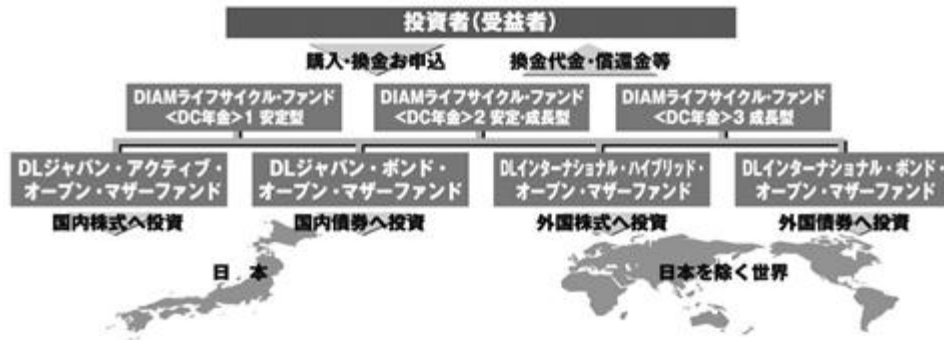 投資者(受益者)
購入・換金お申込
換金代金・償還金等
DIAMライフサイクル・ファンド
<DC年金>1 安定型
DIAMライフサイクル・ファンド
<DC年金>2 安定・成長型
DIAMライフサイクル・ファンド
<DC年金>3 成長型
DLジャパン・アクティブ・
オープン・マザーファンド
DLジャパン・ボンド・
オープン・マザーファンド
DLインターナショナル・ハイブリッド・
オープン・マザーファンド
DLインターナショナル・ボンド・
オープン・マザーファンド
国内株式へ投資
国内債券へ投資
外国株式へ投資
外国債券へ投資
日 本
日本を除く世界